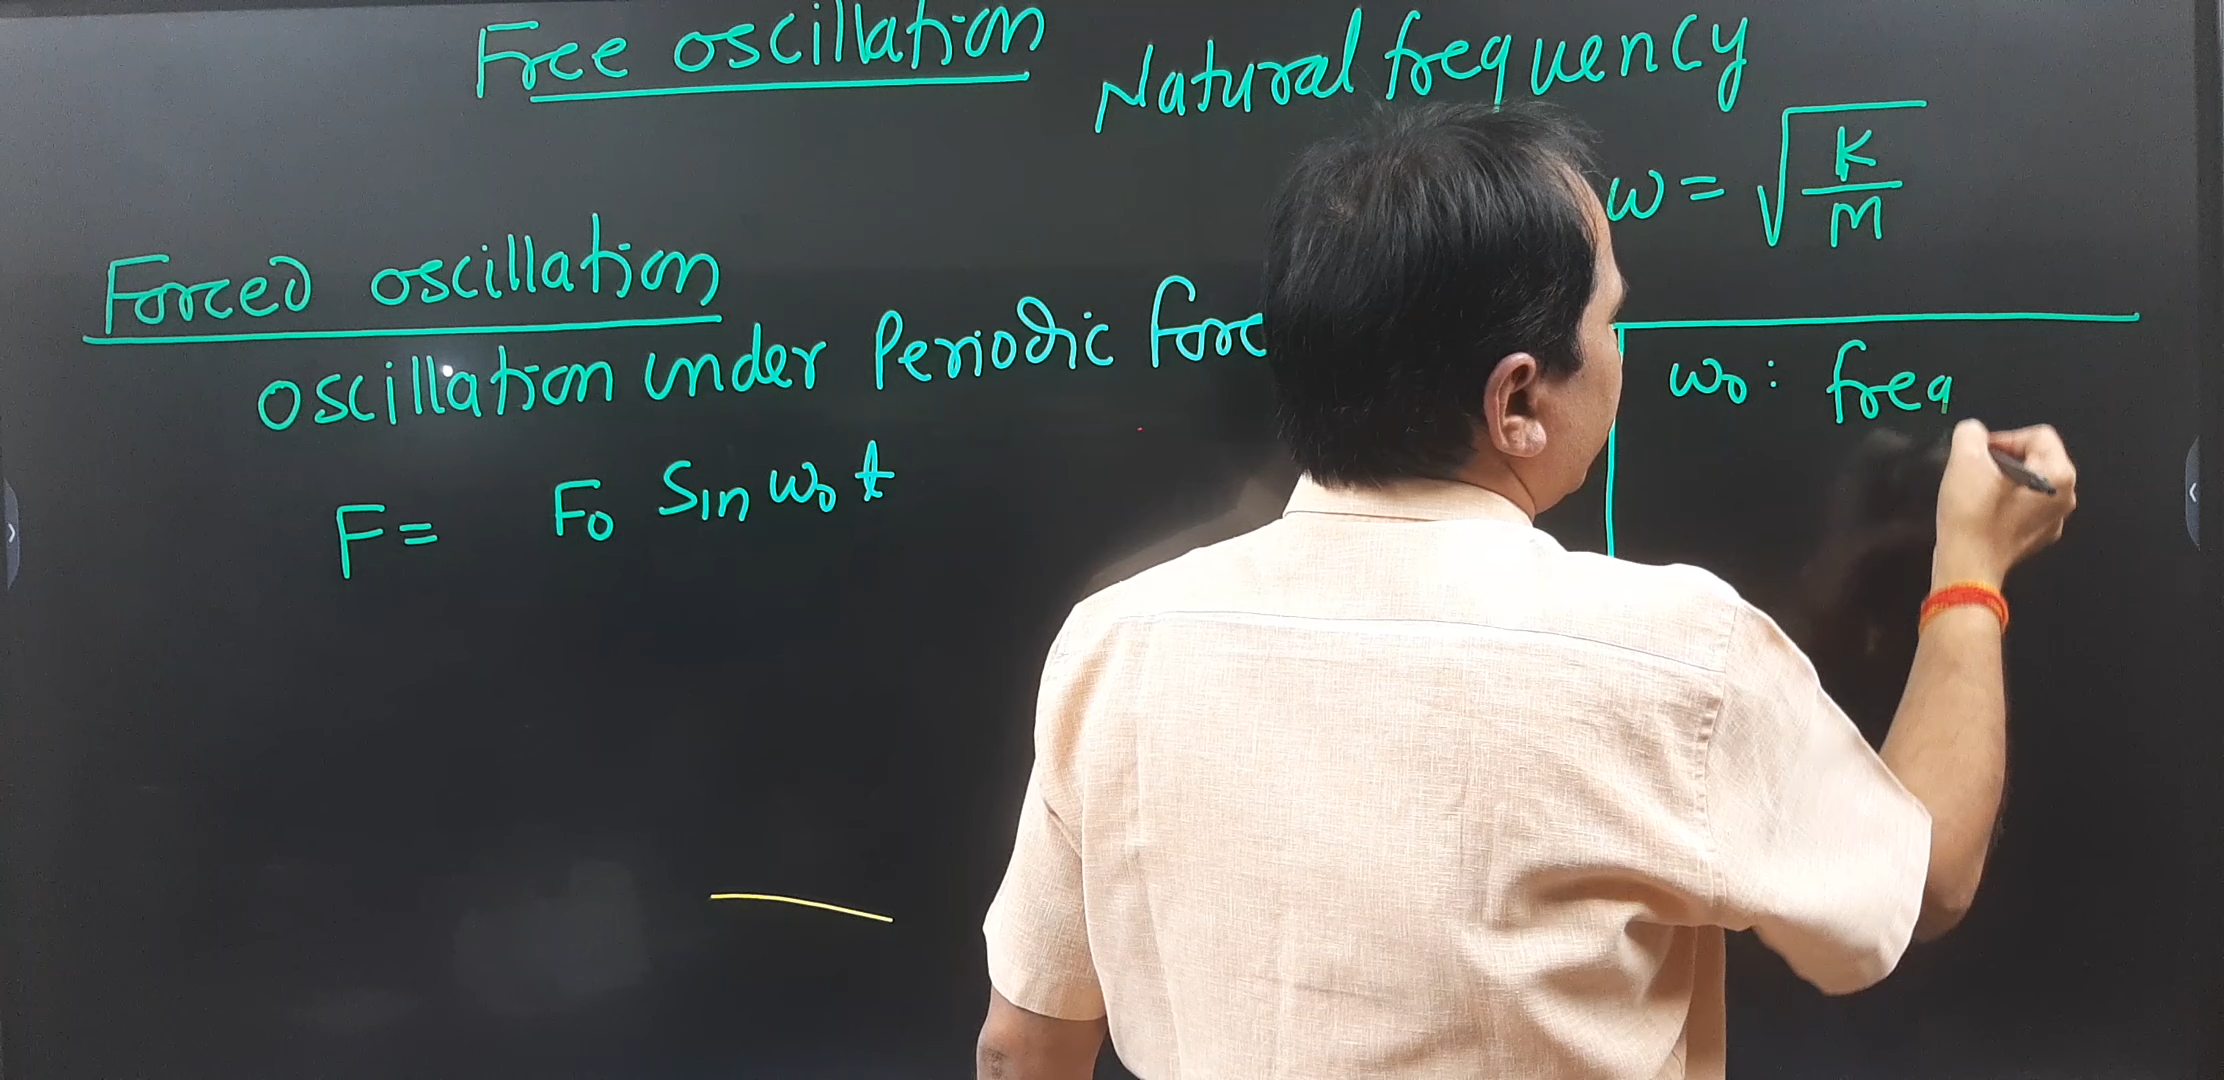 Free oscillation
Natural frequency
ω = √(K/M)
Forced oscillation
oscillation under Periodic forc
F = F₀ Sin ω₀ t
ω₀ : freq